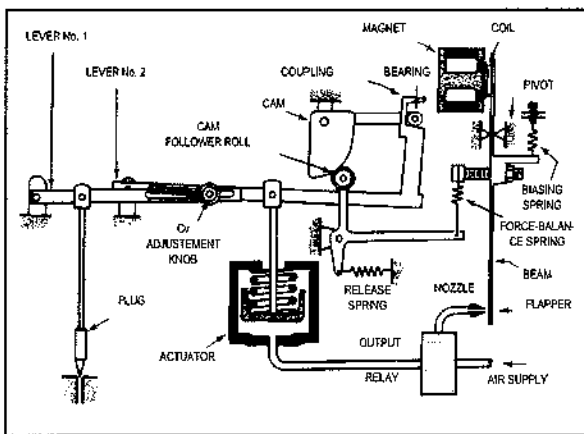 LEVER No. 1
LEVER No. 2
MAGNET
COIL
COUPLING
BEARING
PIVOT
CAM
CAM
FOLLOWER ROLL
BIASING
SPRING
Cv
ADJUSTEMENT
KNOB
FORCE-BALAN-
CE SPRING
BEAM
RELEASE
SPRING
NOZZLE
PLUG
FLAPPER
ACTUATOR
OUTPUT
RELAY
AIR SUPPLY